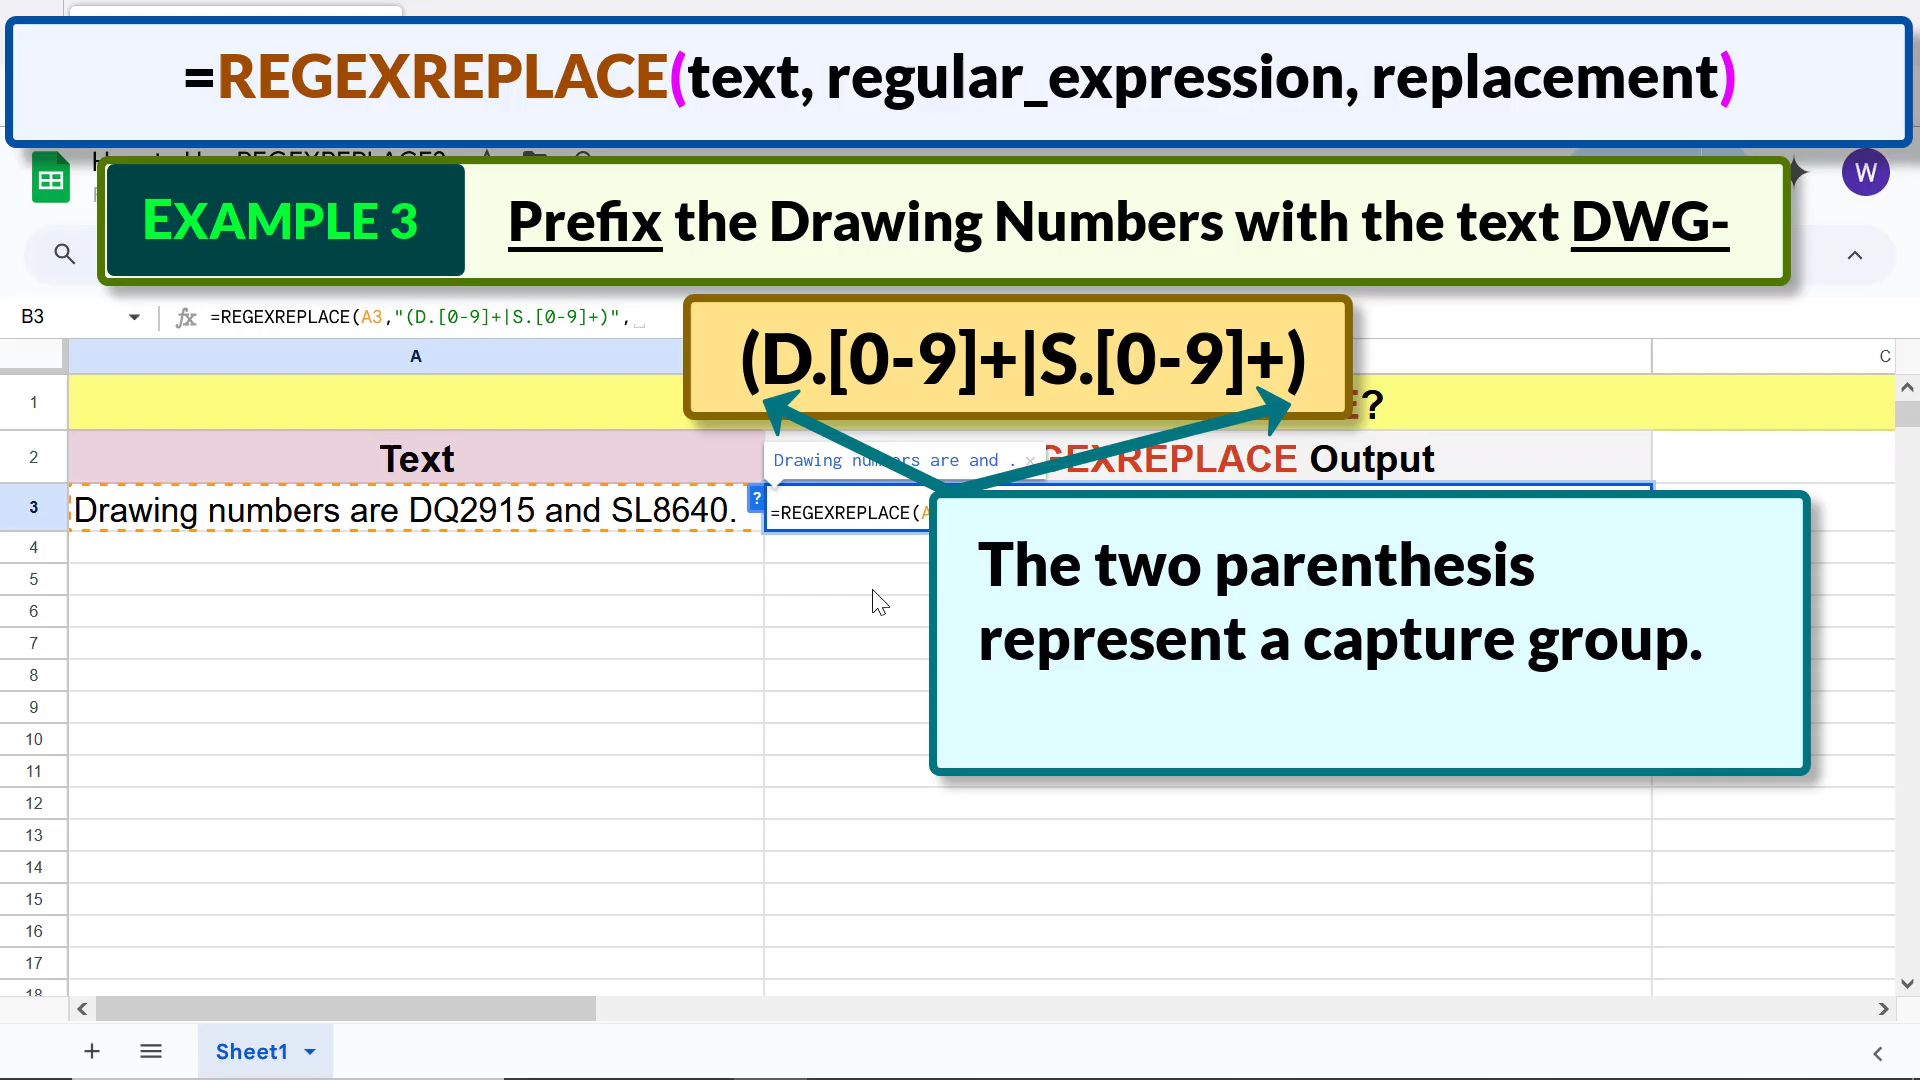 =REGEXREPLACE(text, regular_expression, replacement)
W
EXAMPLE 3
Prefix the Drawing Numbers with the text DWG-
B3
fx
=REGEXREPLACE(A3,"(D.[0-9]+|S.[0-9]+)",
(D.[0-9]+|S.[0-9]+)
A
C
1
?
2
Text
Drawing numbers are and .
GEXREPLACE Output
3
Drawing numbers are DQ2915 and SL8640.
?
=REGEXREPLACE(
The two parenthesis
represent a capture group.
4
5
6
7
8
9
10
11
12
13
14
15
16
17
18
Sheet1